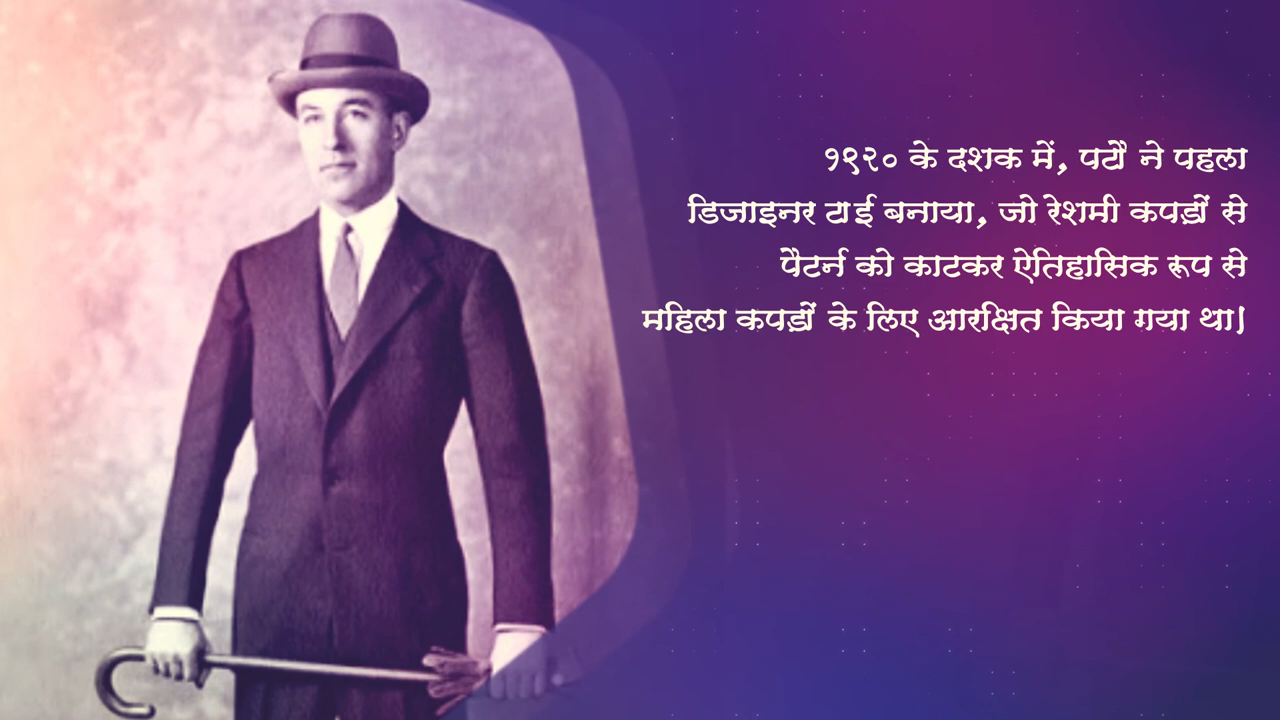 १९२० के दशक में, पटौ ने पहला
डिजाइनर टाई बनाया, जो रेशमी कपड़ों से
पैटर्न को काटकर ऐतिहासिक रूप से
महिला कपड़ों के लिए आरक्षित किया गया था|